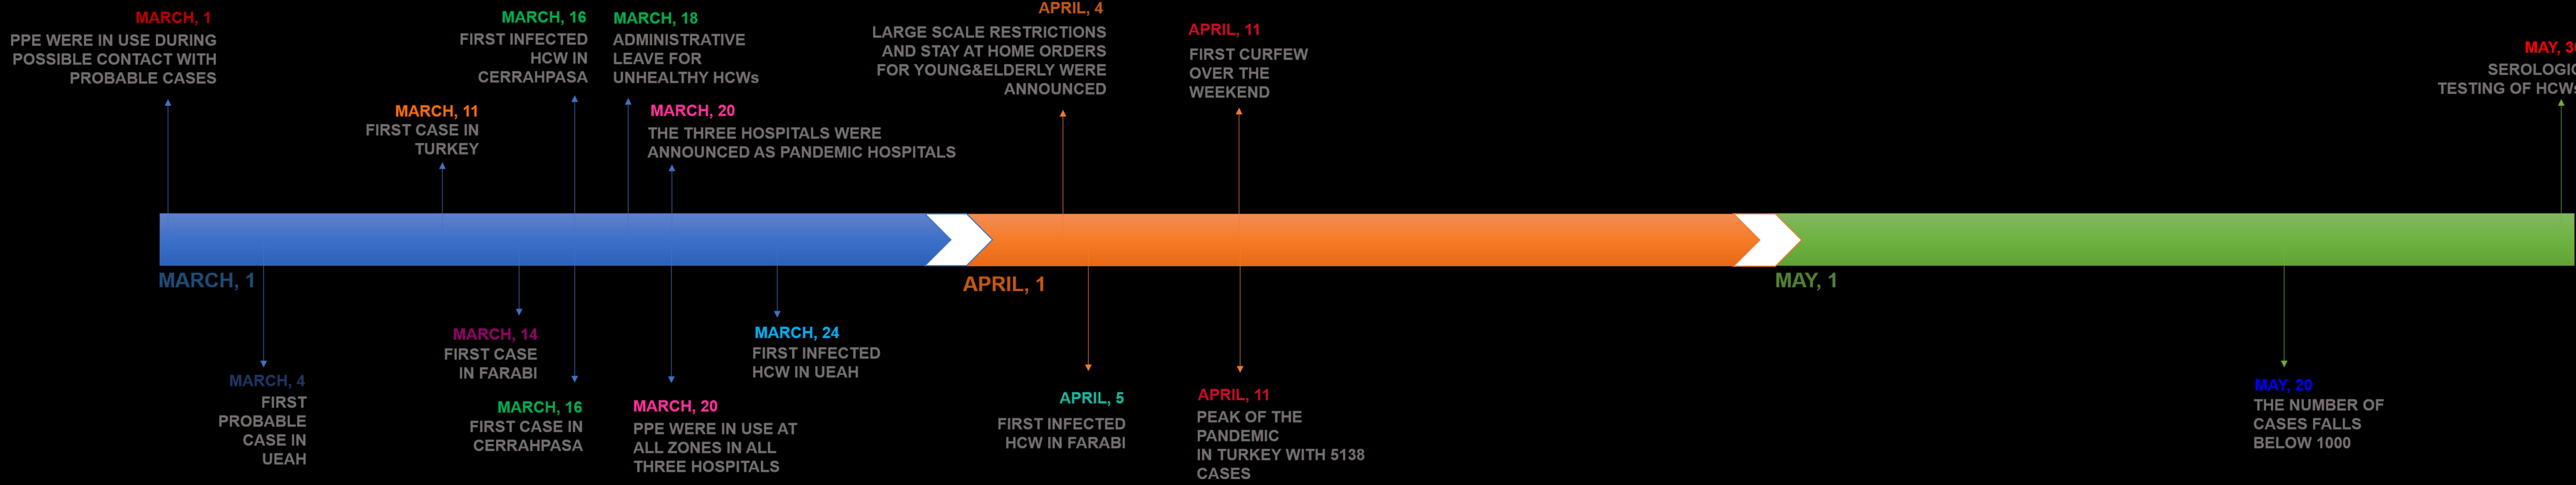 MARCH, 1
PPE WERE IN USE DURING
POSSIBLE CONTACT WITH
PROBABLE CASES
MARCH, 11
FIRST CASE IN
TURKEY
MARCH, 16
FIRST INFECTED
HCW IN
CERRAHPASA
MARCH, 18
ADMINISTRATIVE
LEAVE FOR
UNHEALTHY HCWs
MARCH, 20
THE THREE HOSPITALS WERE
ANNOUNCED AS PANDEMIC HOSPITALS
APRIL, 4
LARGE SCALE RESTRICTIONS
AND STAY AT HOME ORDERS
FOR YOUNG&ELDERLY WERE
ANNOUNCED
APRIL, 11
FIRST CURFEW
OVER THE
WEEKEND
MAY, 30
SEROLOGIC
TESTING OF HCWs
MARCH, 1
APRIL, 1
MAY, 1
MARCH, 4
FIRST
PROBABLE
CASE IN
UEAH
MARCH, 14
FIRST CASE
IN FARABI
MARCH, 16
FIRST CASE IN
CERRAHPASA
MARCH, 20
PPE WERE IN USE AT
ALL ZONES IN ALL
THREE HOSPITALS
MARCH, 24
FIRST INFECTED
HCW IN UEAH
APRIL, 5
FIRST INFECTED
HCW IN FARABI
APRIL, 11
PEAK OF THE
PANDEMIC
IN TURKEY WITH 5138
CASES
MAY, 20
THE NUMBER OF
CASES FALLS
BELOW 1000